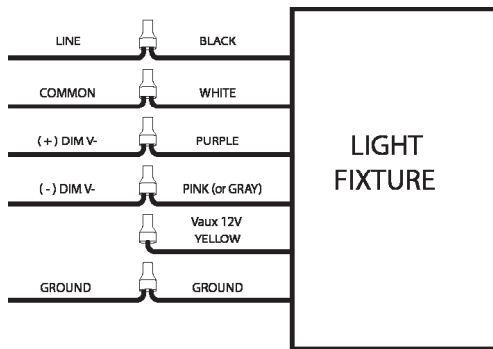 LINE BLACK
COMMON WHITE
(+) DIM V- PURPLE
(-) DIM V- PINK (or GRAY)
Vaux 12V
YELLOW
GROUND GROUND
LIGHT
FIXTURE